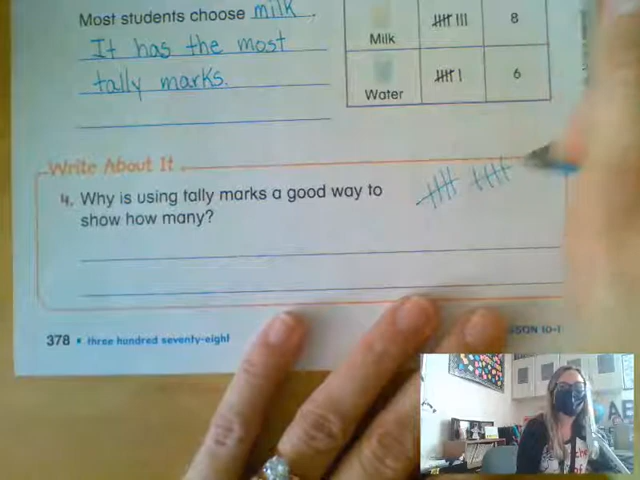 Most students choose milk.
It has the most
tally marks.
Milk
8
Water
6
Write About It
4. Why is using tally marks a good way to
show how many?
378 • three hundred seventy-eight